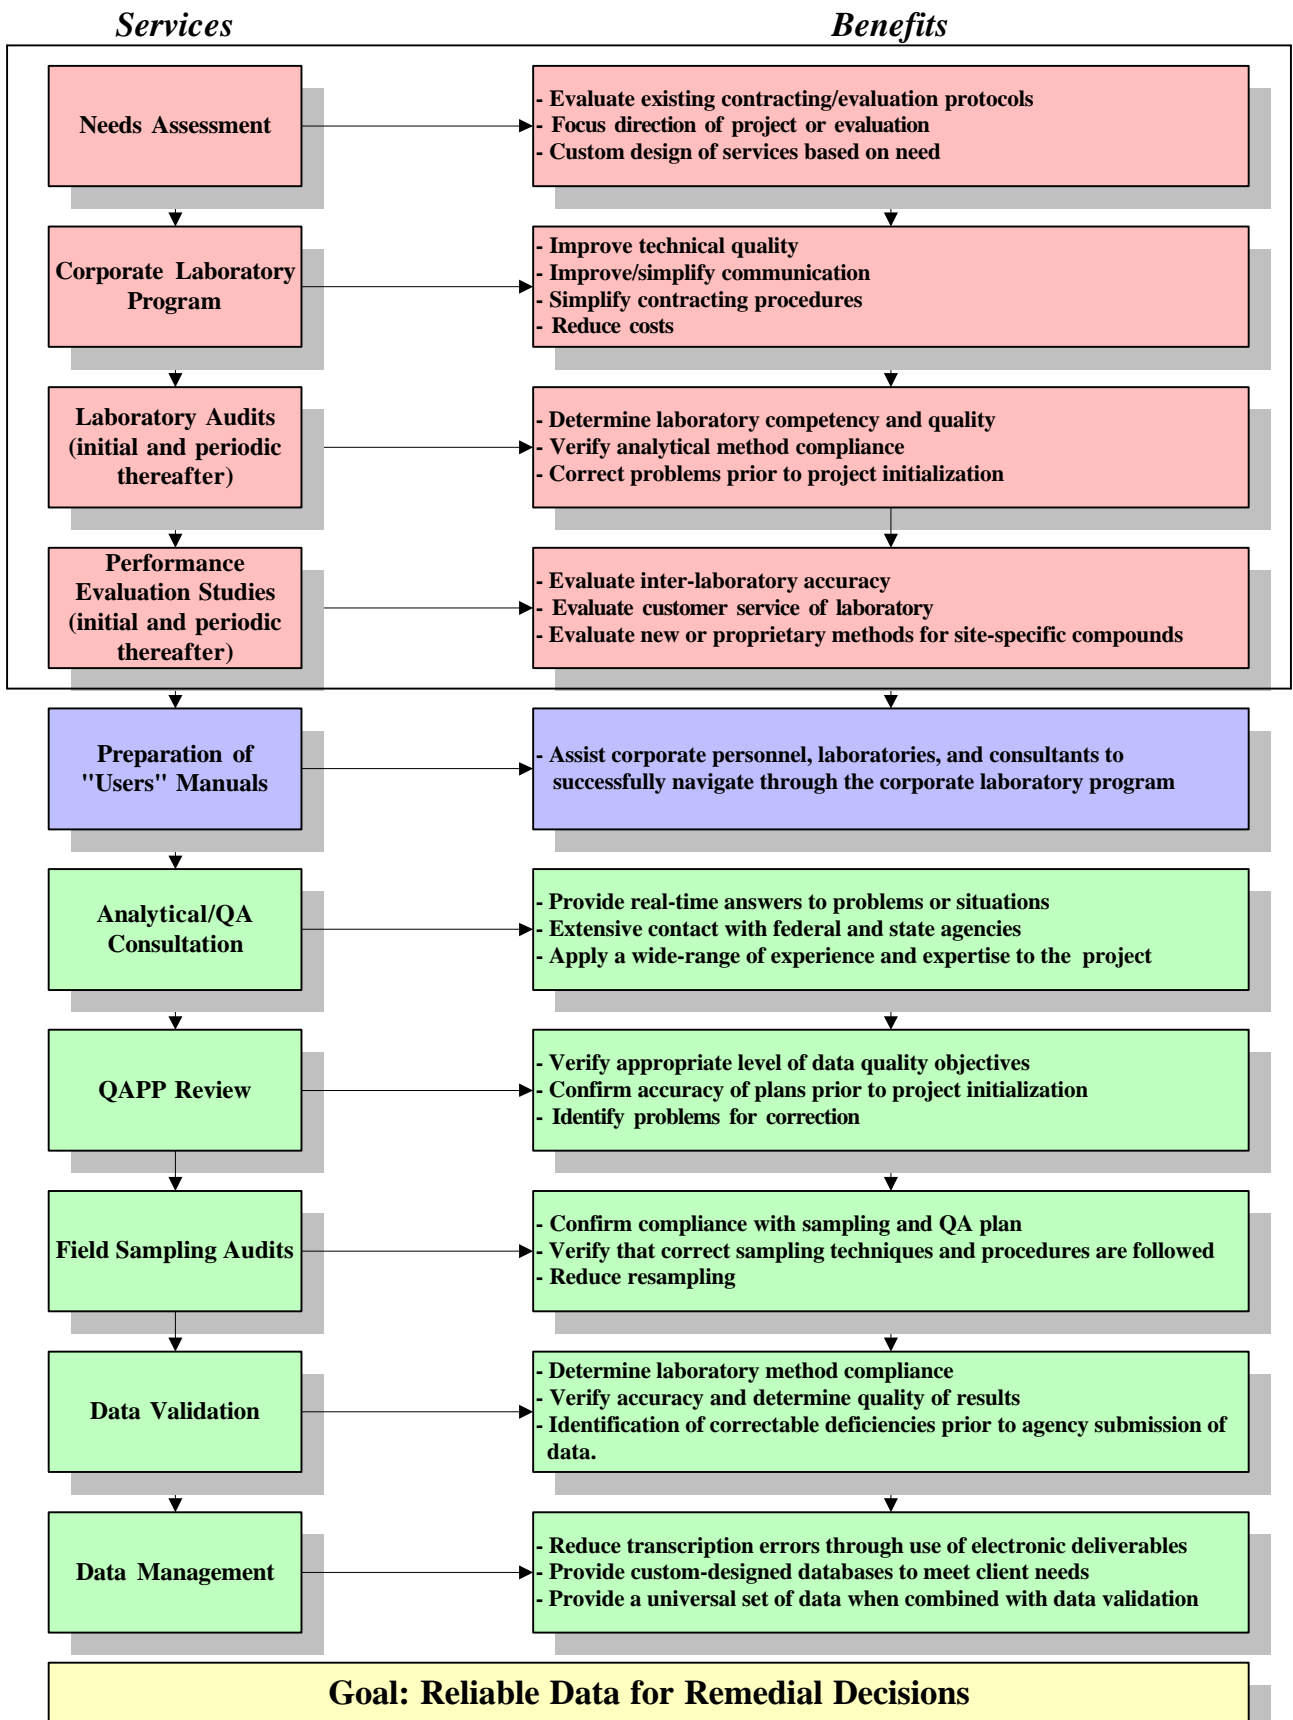 Services
Benefits
Needs Assessment
- Evaluate existing contracting/evaluation protocols
- Focus direction of project or evaluation
- Custom design of services based on need
Corporate Laboratory
Program
- Improve technical quality
- Improve/simplify communication
- Simplify contracting procedures
- Reduce costs
Laboratory Audits
(initial and periodic
thereafter)
- Determine laboratory competency and quality
- Verify analytical method compliance
- Correct problems prior to project initialization
Performance
Evaluation Studies
(initial and periodic
thereafter)
- Evaluate inter-laboratory accuracy
- Evaluate customer service of laboratory
- Evaluate new or proprietary methods for site-specific compounds
Preparation of
"Users" Manuals
- Assist corporate personnel, laboratories, and consultants to
successfully navigate through the corporate laboratory program
Analytical/QA
Consultation
- Provide real-time answers to problems or situations
- Extensive contact with federal and state agencies
- Apply a wide-range of experience and expertise to the project
QAPP Review
- Verify appropriate level of data quality objectives
- Confirm accuracy of plans prior to project initialization
- Identify problems for correction
Field Sampling Audits
- Confirm compliance with sampling and QA plan
- Verify that correct sampling techniques and procedures are followed
- Reduce resampling
Data Validation
- Determine laboratory method compliance
- Verify accuracy and determine quality of results
- Identification of correctable deficiencies prior to agency submission of
data.
Data Management
- Reduce transcription errors through use of electronic deliverables
- Provide custom-designed databases to meet client needs
- Provide a universal set of data when combined with data validation
Goal: Reliable Data for Remedial Decisions